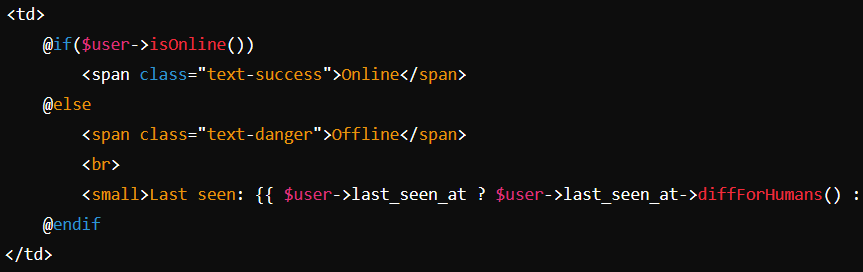 <td>
    @if($user->isOnline())
        <span class="text-success">Online</span>
    @else
        <span class="text-danger">Offline</span>
        <br>
        <small>Last seen: {{ $user->last_seen_at ? $user->last_seen_at->diffForHumans() :
    @endif
</td>